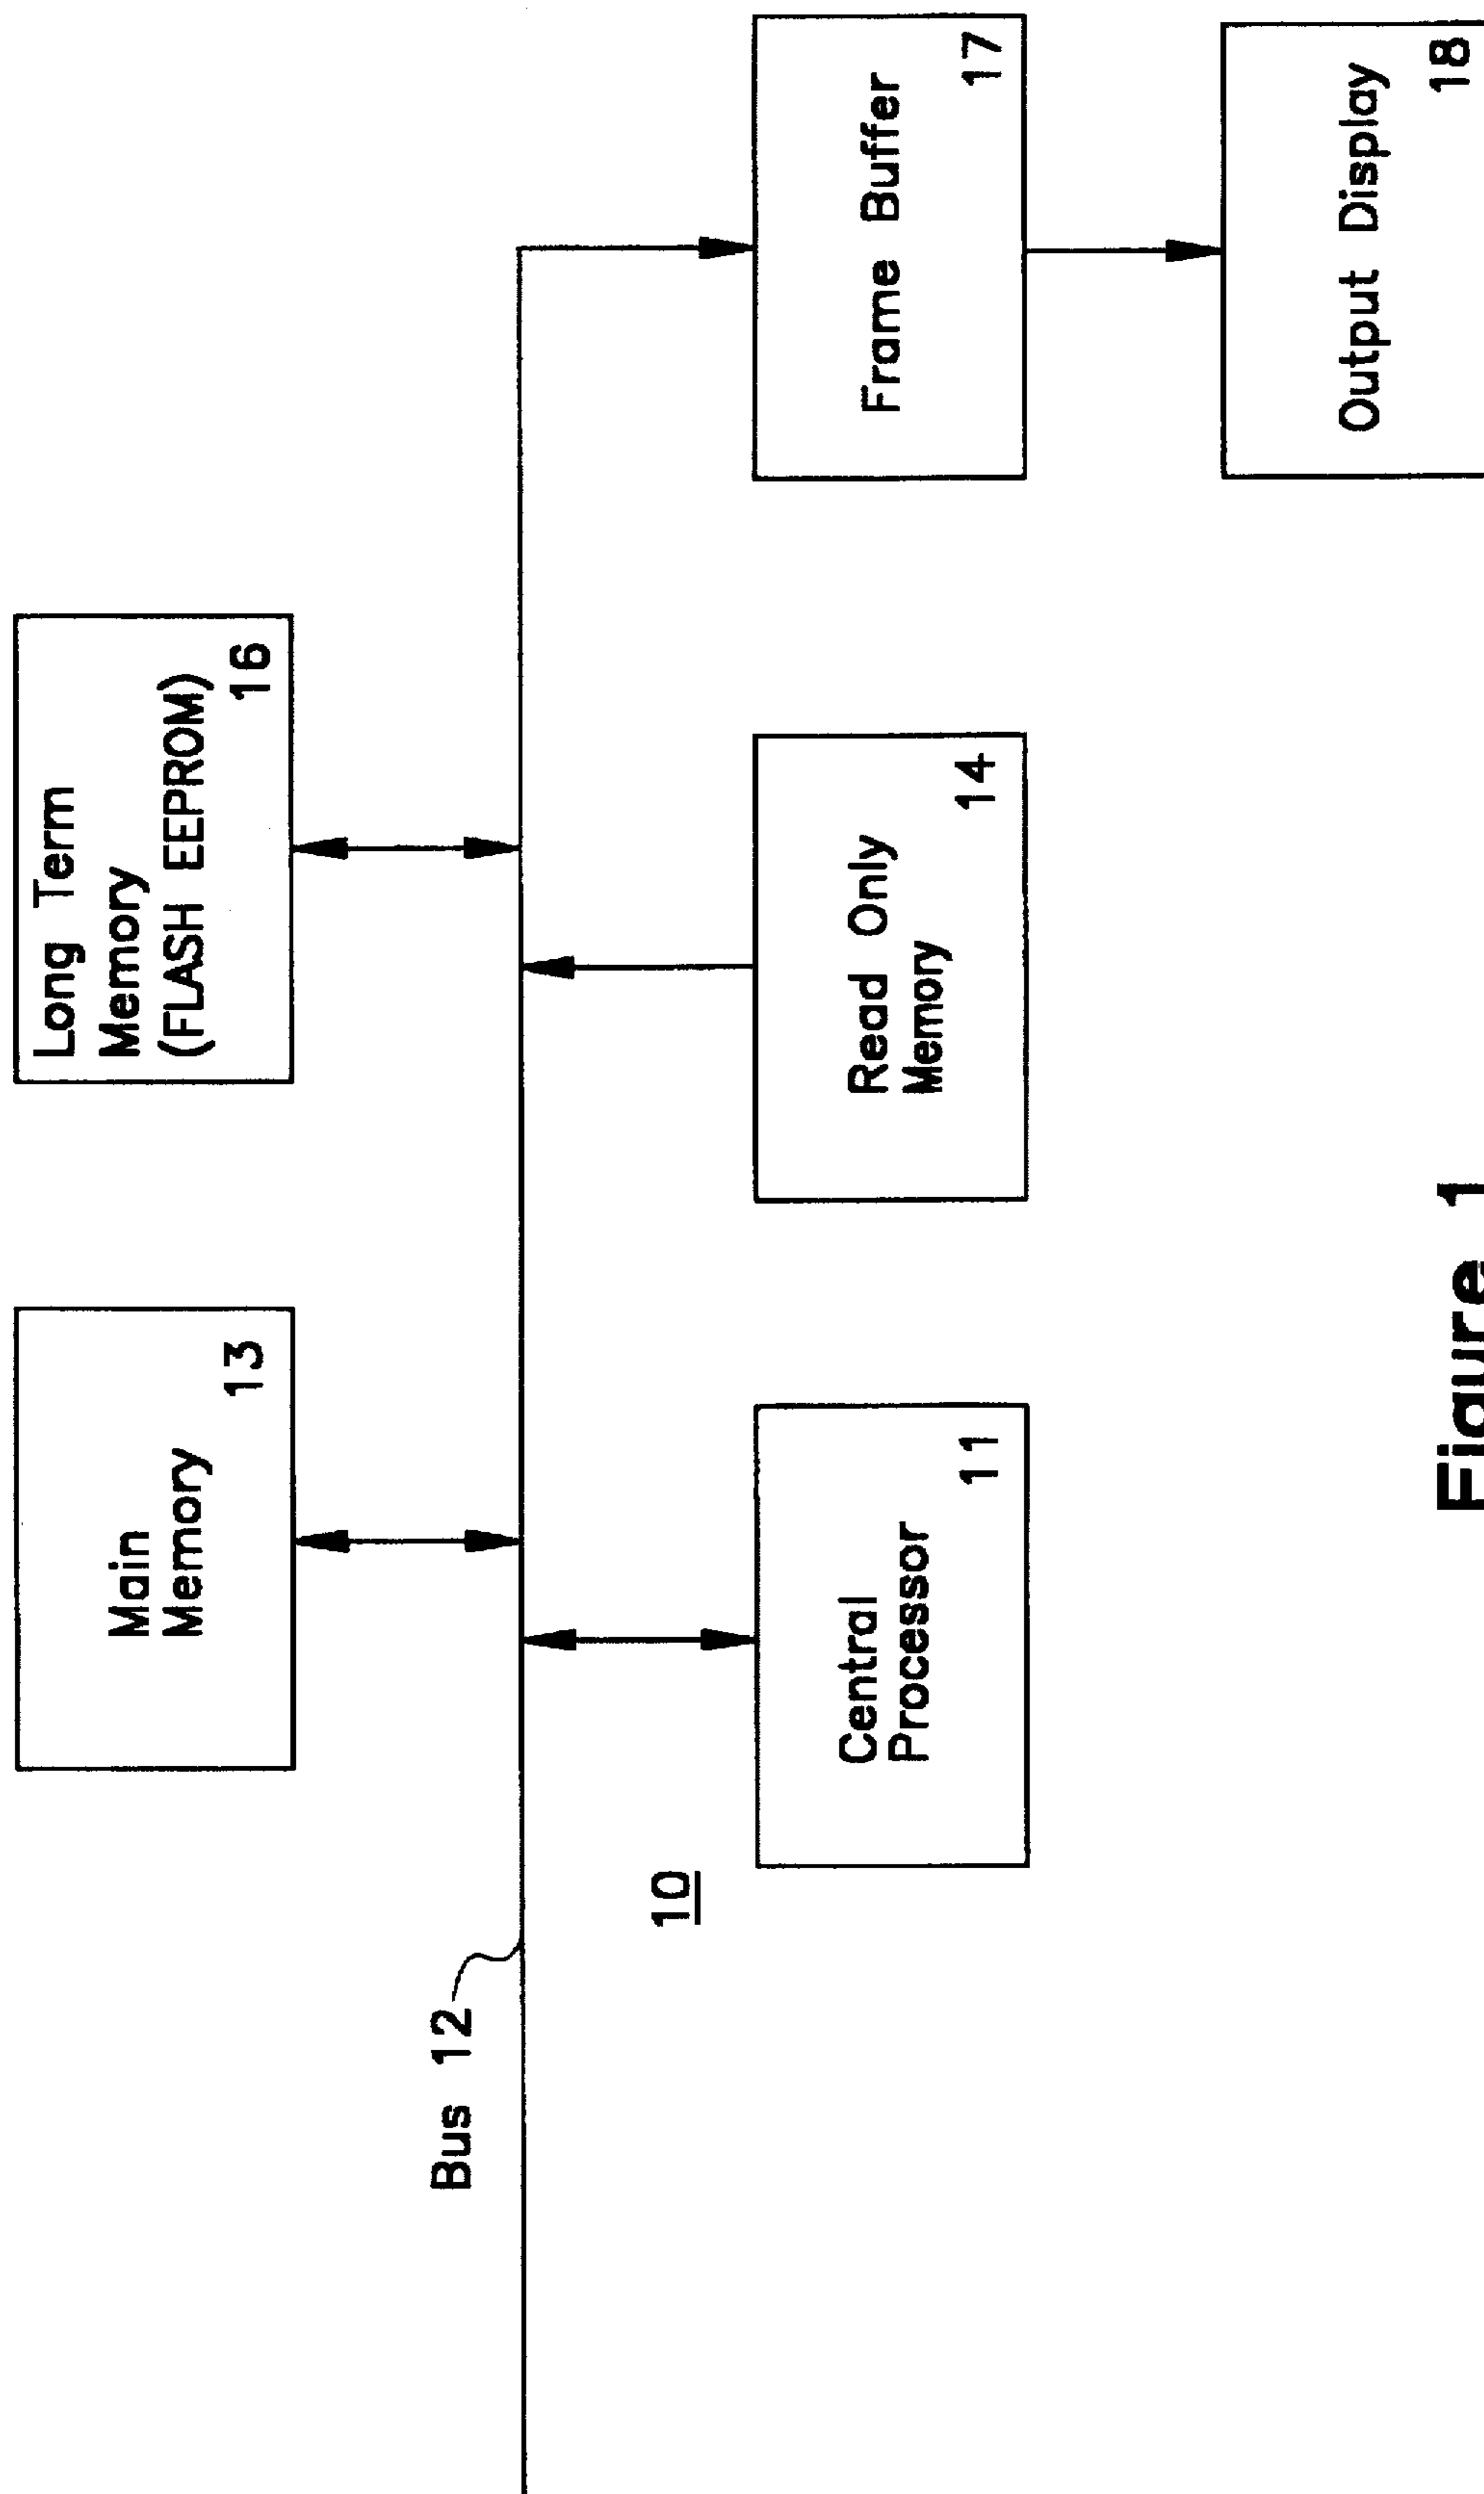 Main
Memory
13
Long Term
Memory
(FLASH EEPROM)
16
Bus 12
10
Central
Processor
11
Read Only
Memory
14
Frame Buffer
17
Output Display
18
Figure 1